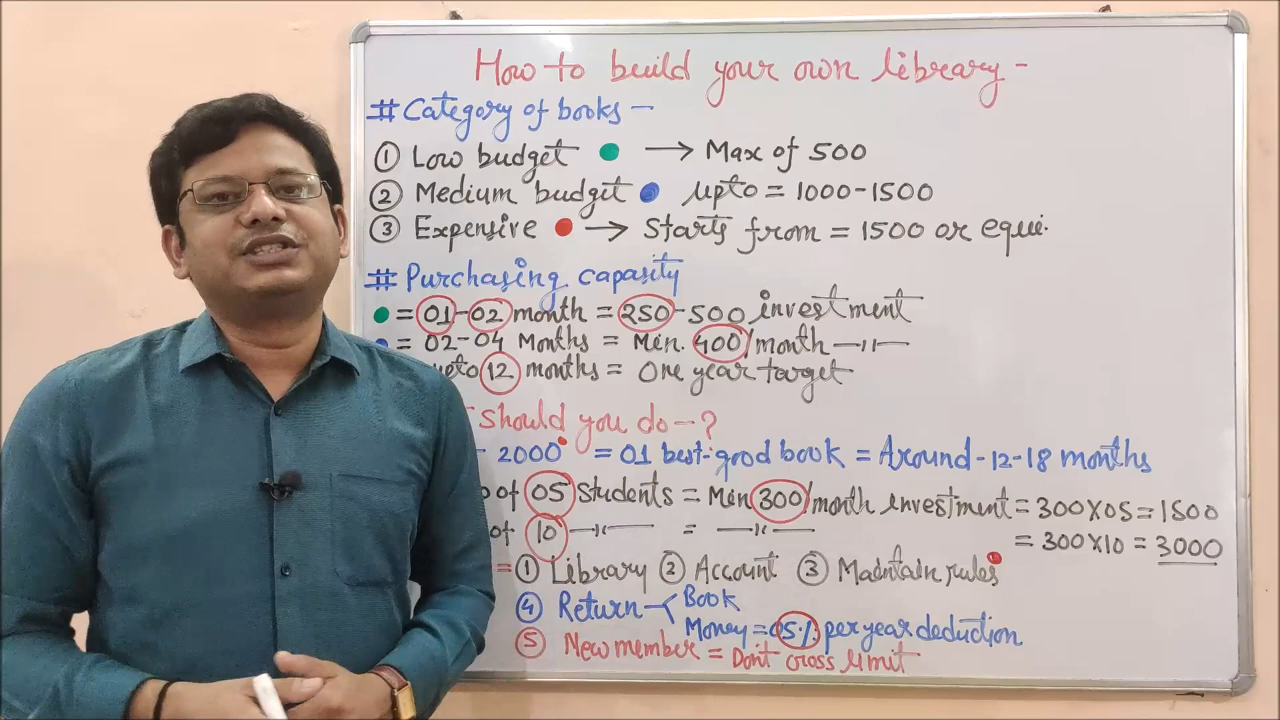 How to build your own library -
# Category of books -
① Low budget → Max of 500
② Medium budget upto = 1000-1500
③ Expensive → Starts from = 1500 or equi.
# Purchasing capasity
= 01-02 month = 250-500 investment
= 02-04 Months = Min. 400/month —〃—
upto 12 months = One year target
Should you do -?
2000 = 01 best-good book = Around-12-18 months
of 05 Students = Min 300/month investment = 300×05 = 1500
of 10 —〃— = —〃— = 300×10 = 3000
= ① Library ② Account ③ Maintain rules
④ Return Book
Money = 05% per year deduction
⑤ New member = Dont cross limit